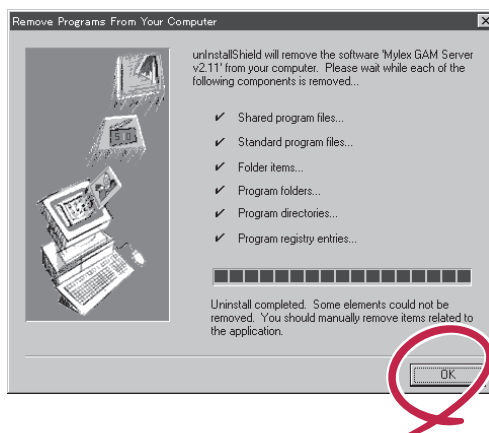 Remove Programs From Your Computer
unInstallShield will remove the software 'Mylex GAM Server
v2.11' from your computer. Please wait while each of the
following components is removed...
✔ Shared program files...
✔ Standard program files...
✔ Folder items...
✔ Program folders...
✔ Program directories...
✔ Program registry entries...
Uninstall completed. Some elements could not be
removed. You should manually remove items related to
the application.
OK